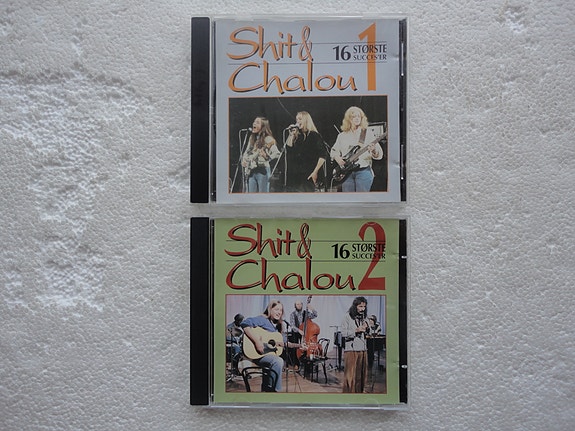 Shit &
Chalou 1
16 STØRSTE
SUCCES'ER
Shit &
Chalou 2
16 STØRSTE
SUCCES'ER